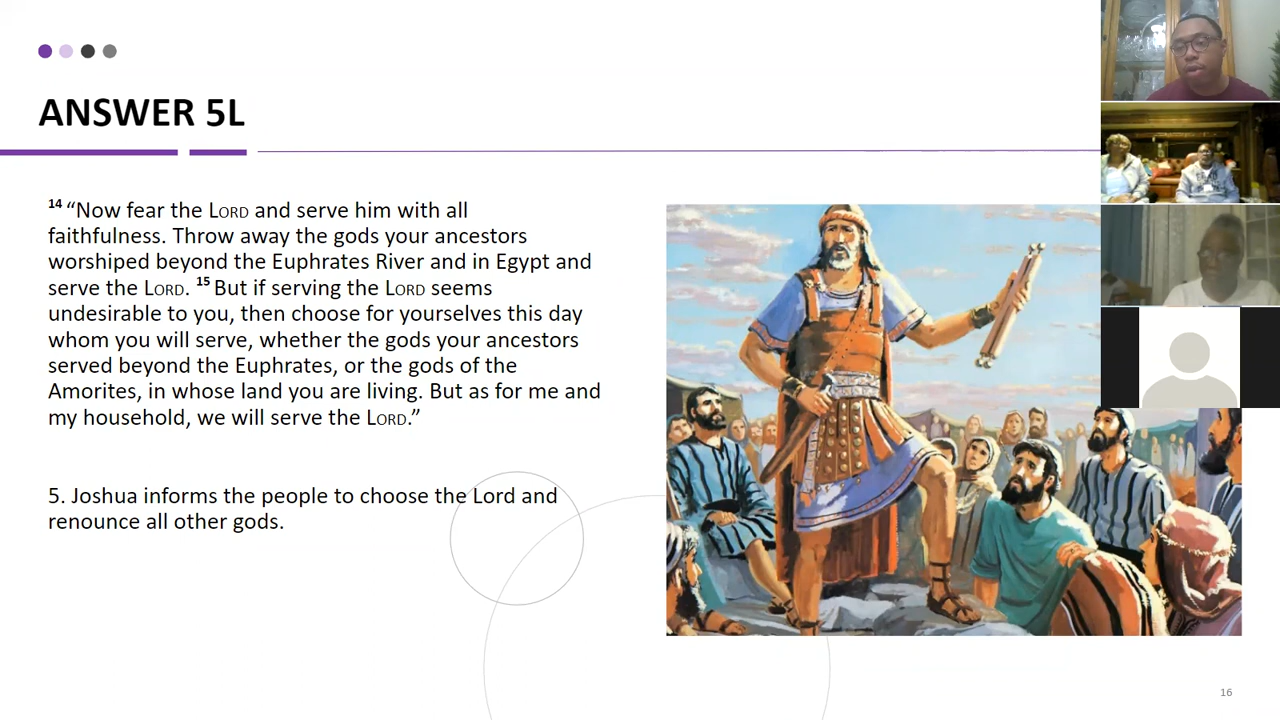 ANSWER 5L
14 “Now fear the LORD and serve him with all
faithfulness. Throw away the gods your ancestors
worshiped beyond the Euphrates River and in Egypt and
serve the LORD. 15 But if serving the LORD seems
undesirable to you, then choose for yourselves this day
whom you will serve, whether the gods your ancestors
served beyond the Euphrates, or the gods of the
Amorites, in whose land you are living. But as for me and
my household, we will serve the LORD.”
5. Joshua informs the people to choose the Lord and
renounce all other gods.
16